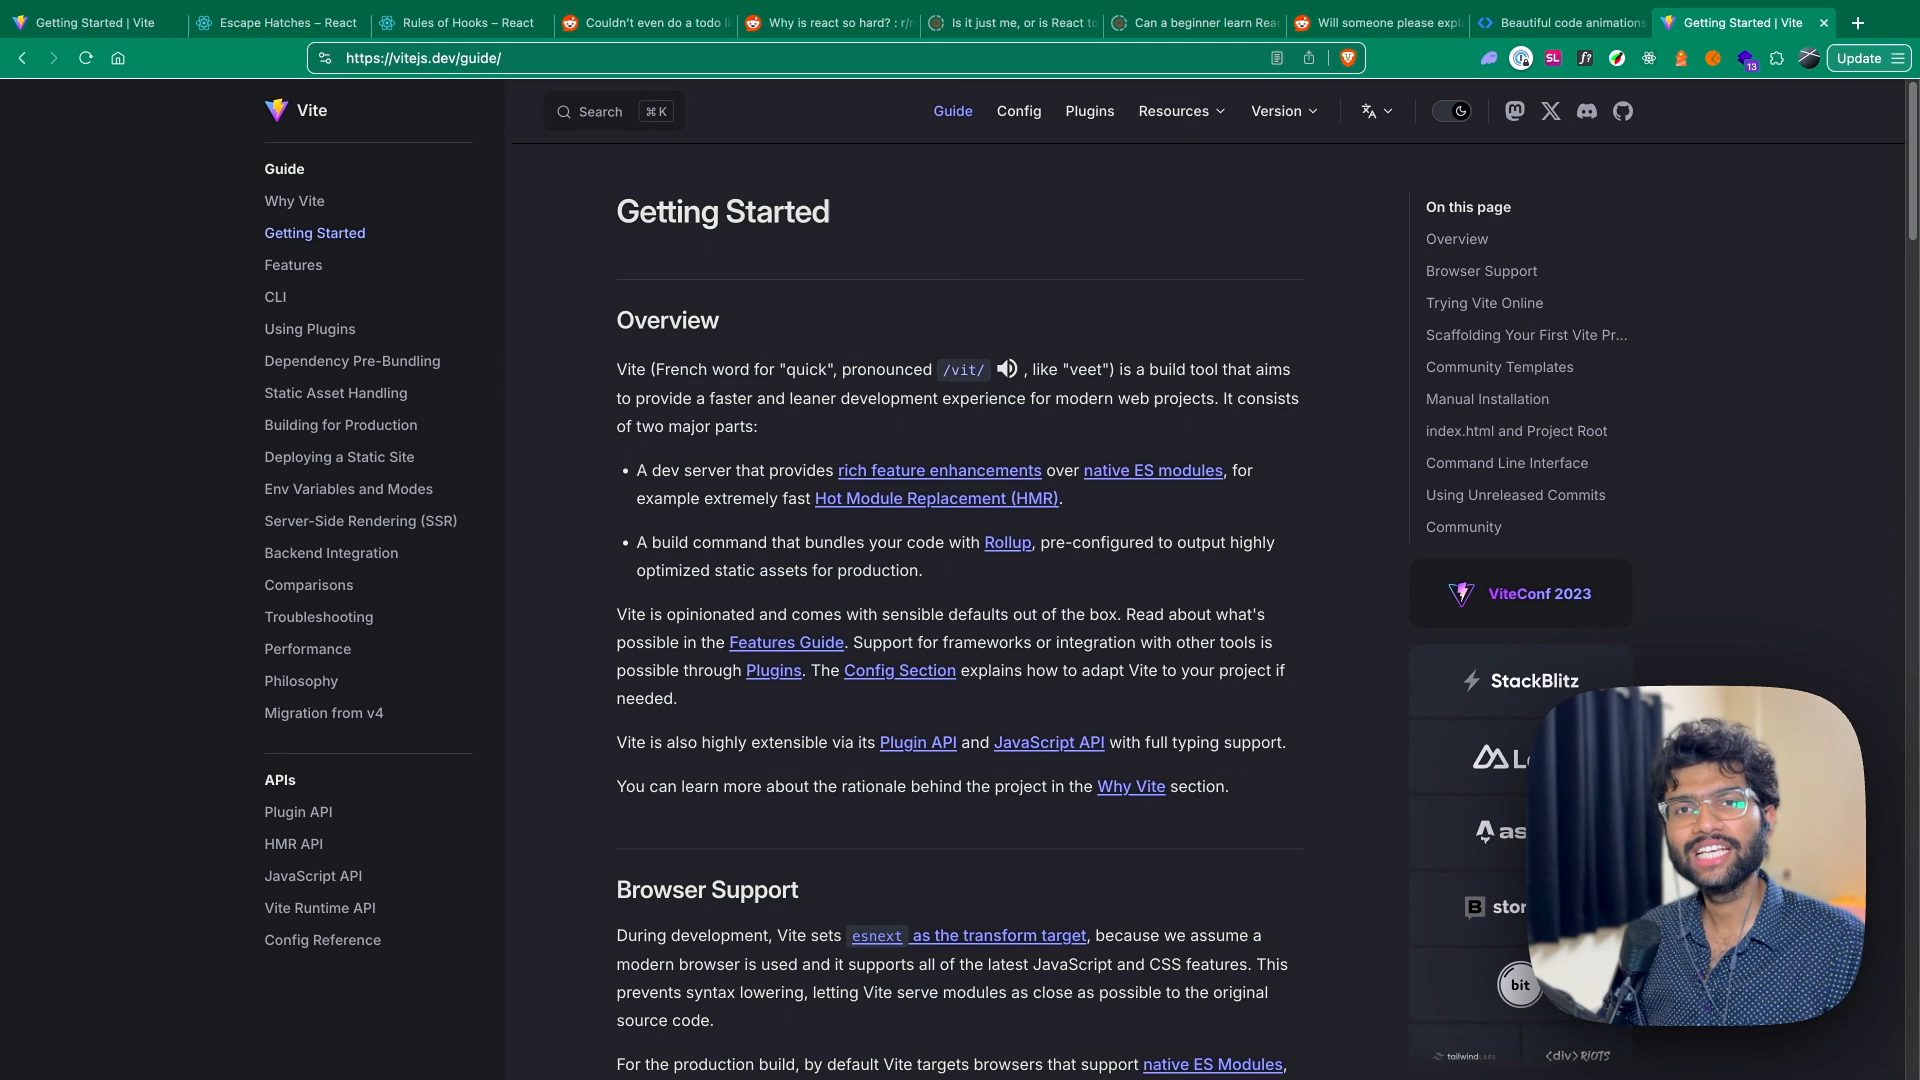 Getting Started | Vite
Escape Hatches – React
Rules of Hooks – React
Couldn't even do a todo li
Why is react so hard? : r/r
Is it just me, or is React to
Can a beginner learn Reac
Will someone please expl
Beautiful code animations
Getting Started | Vite
https://vitejs.dev/guide/
SL
f?
13
Update
Vite
Search
⌘ K
Guide
Config
Plugins
Resources
Version
Guide
Why Vite
Getting Started
Features
CLI
Using Plugins
Dependency Pre-Bundling
Static Asset Handling
Building for Production
Deploying a Static Site
Env Variables and Modes
Server-Side Rendering (SSR)
Backend Integration
Comparisons
Troubleshooting
Performance
Philosophy
Migration from v4
APIs
Plugin API
HMR API
JavaScript API
Vite Runtime API
Config Reference
Getting Started
Overview
Vite (French word for "quick", pronounced /vit/ , like "veet") is a build tool that aims
to provide a faster and leaner development experience for modern web projects. It consists
of two major parts:
• A dev server that provides rich feature enhancements over native ES modules, for
example extremely fast Hot Module Replacement (HMR).
• A build command that bundles your code with Rollup, pre-configured to output highly
optimized static assets for production.
Vite is opinionated and comes with sensible defaults out of the box. Read about what's
possible in the Features Guide. Support for frameworks or integration with other tools is
possible through Plugins. The Config Section explains how to adapt Vite to your project if
needed.
Vite is also highly extensible via its Plugin API and JavaScript API with full typing support.
You can learn more about the rationale behind the project in the Why Vite section.
Browser Support
During development, Vite sets esnext as the transform target, because we assume a
modern browser is used and it supports all of the latest JavaScript and CSS features. This
prevents syntax lowering, letting Vite serve modules as close as possible to the original
source code.
For the production build, by default Vite targets browsers that support native ES Modules,
On this page
Overview
Browser Support
Trying Vite Online
Scaffolding Your First Vite Pr...
Community Templates
Manual Installation
index.html and Project Root
Command Line Interface
Using Unreleased Commits
Community
ViteConf 2023
StackBlitz
as
stor
bit
tailwindLABS
<div>RIOTS